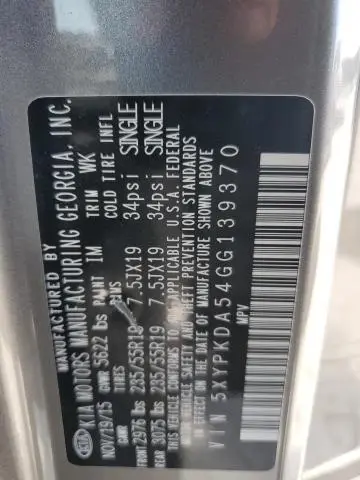 MANUFACTURED BY
KIA KIA MOTORS MANUFACTURING GEORGIA, INC.
NOV/19/15 GVWR 5622 lbs PAINT IM TRIM WK
GAWR TIRES RIMS COLD TIRE INFL
FRONT 2976 lbs 235/55R19 7.5JX19 34psi SINGLE
REAR 3075 lbs 235/55R19 7.5JX19 34psi SINGLE
THIS VEHICLE CONFORMS TO ALL APPLICABLE U.S.A. FEDERAL
MOTOR VEHICLE SAFETY AND THEFT PREVENTION STANDARDS
IN EFFECT ON THE DATE OF MANUFACTURE SHOWN ABOVE
VIN 5XYPKDA54GG139370
MPV